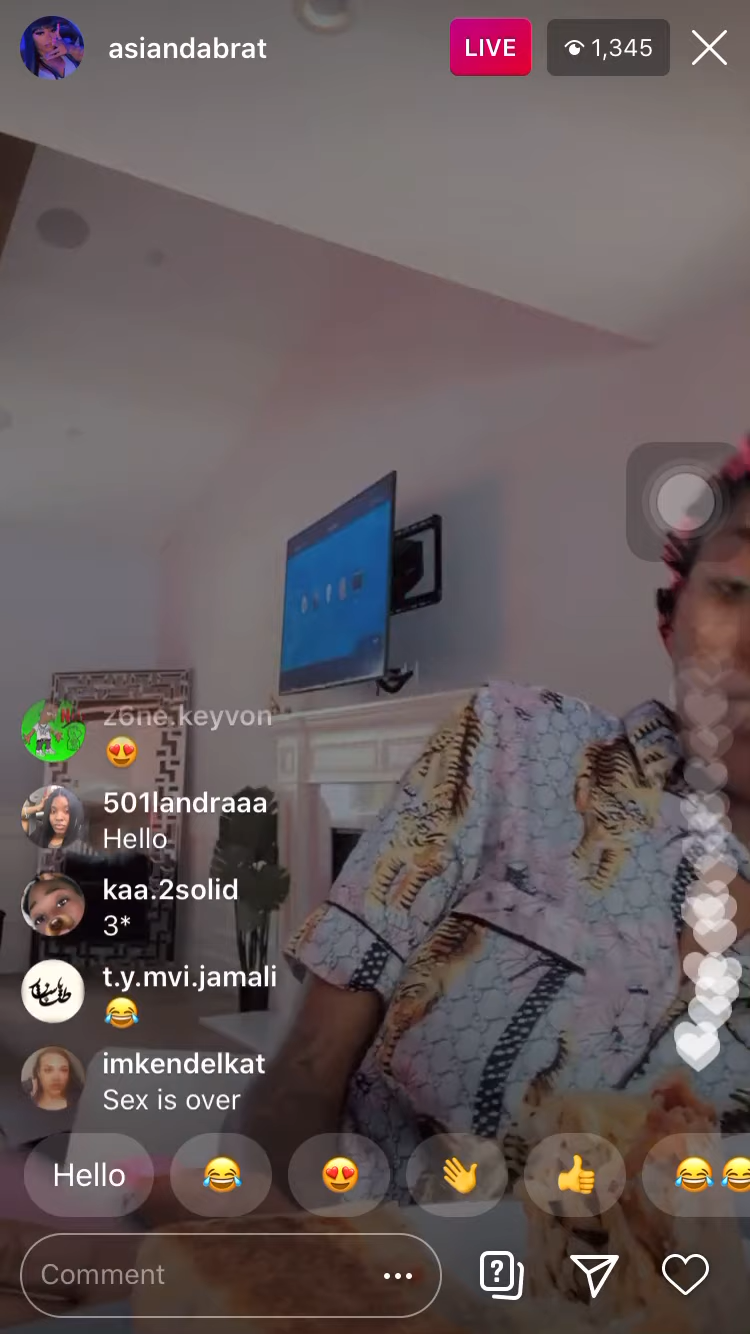 asiandabrat
LIVE
1,345
z6ne.keyvon
😍
501landraaa
Hello
kaa.2solid
3*
t.y.mvi.jamali
😂
imkendelkat
Sex is over
Hello 😂 😍 👋 👍 😂😂
Comment